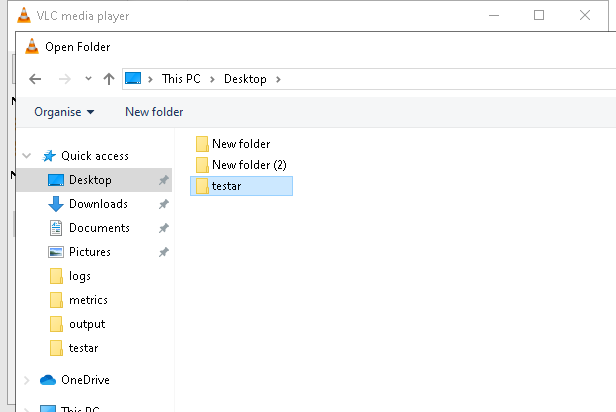 VLC media player
Open Folder
This PC Desktop
Organise New folder
Quick access
Desktop
Downloads
Documents
Pictures
logs
metrics
output
testar
OneDrive
This PC
New folder
New folder (2)
testar